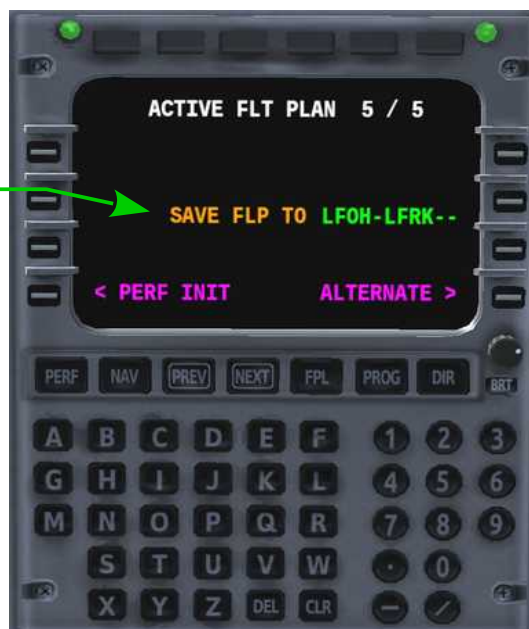 ACTIVE FLT PLAN 5 / 5
SAVE FLP TO LFOH-LFRK--
< PERF INIT ALTERNATE >
PERF NAV PREV NEXT FPL PROG DIR BRT
A B C D E F 1 2 3
G H I J K L 4 5 6
M N O P Q R 7 8 9
S T U V W . 0
X Y Z DEL CLR - /